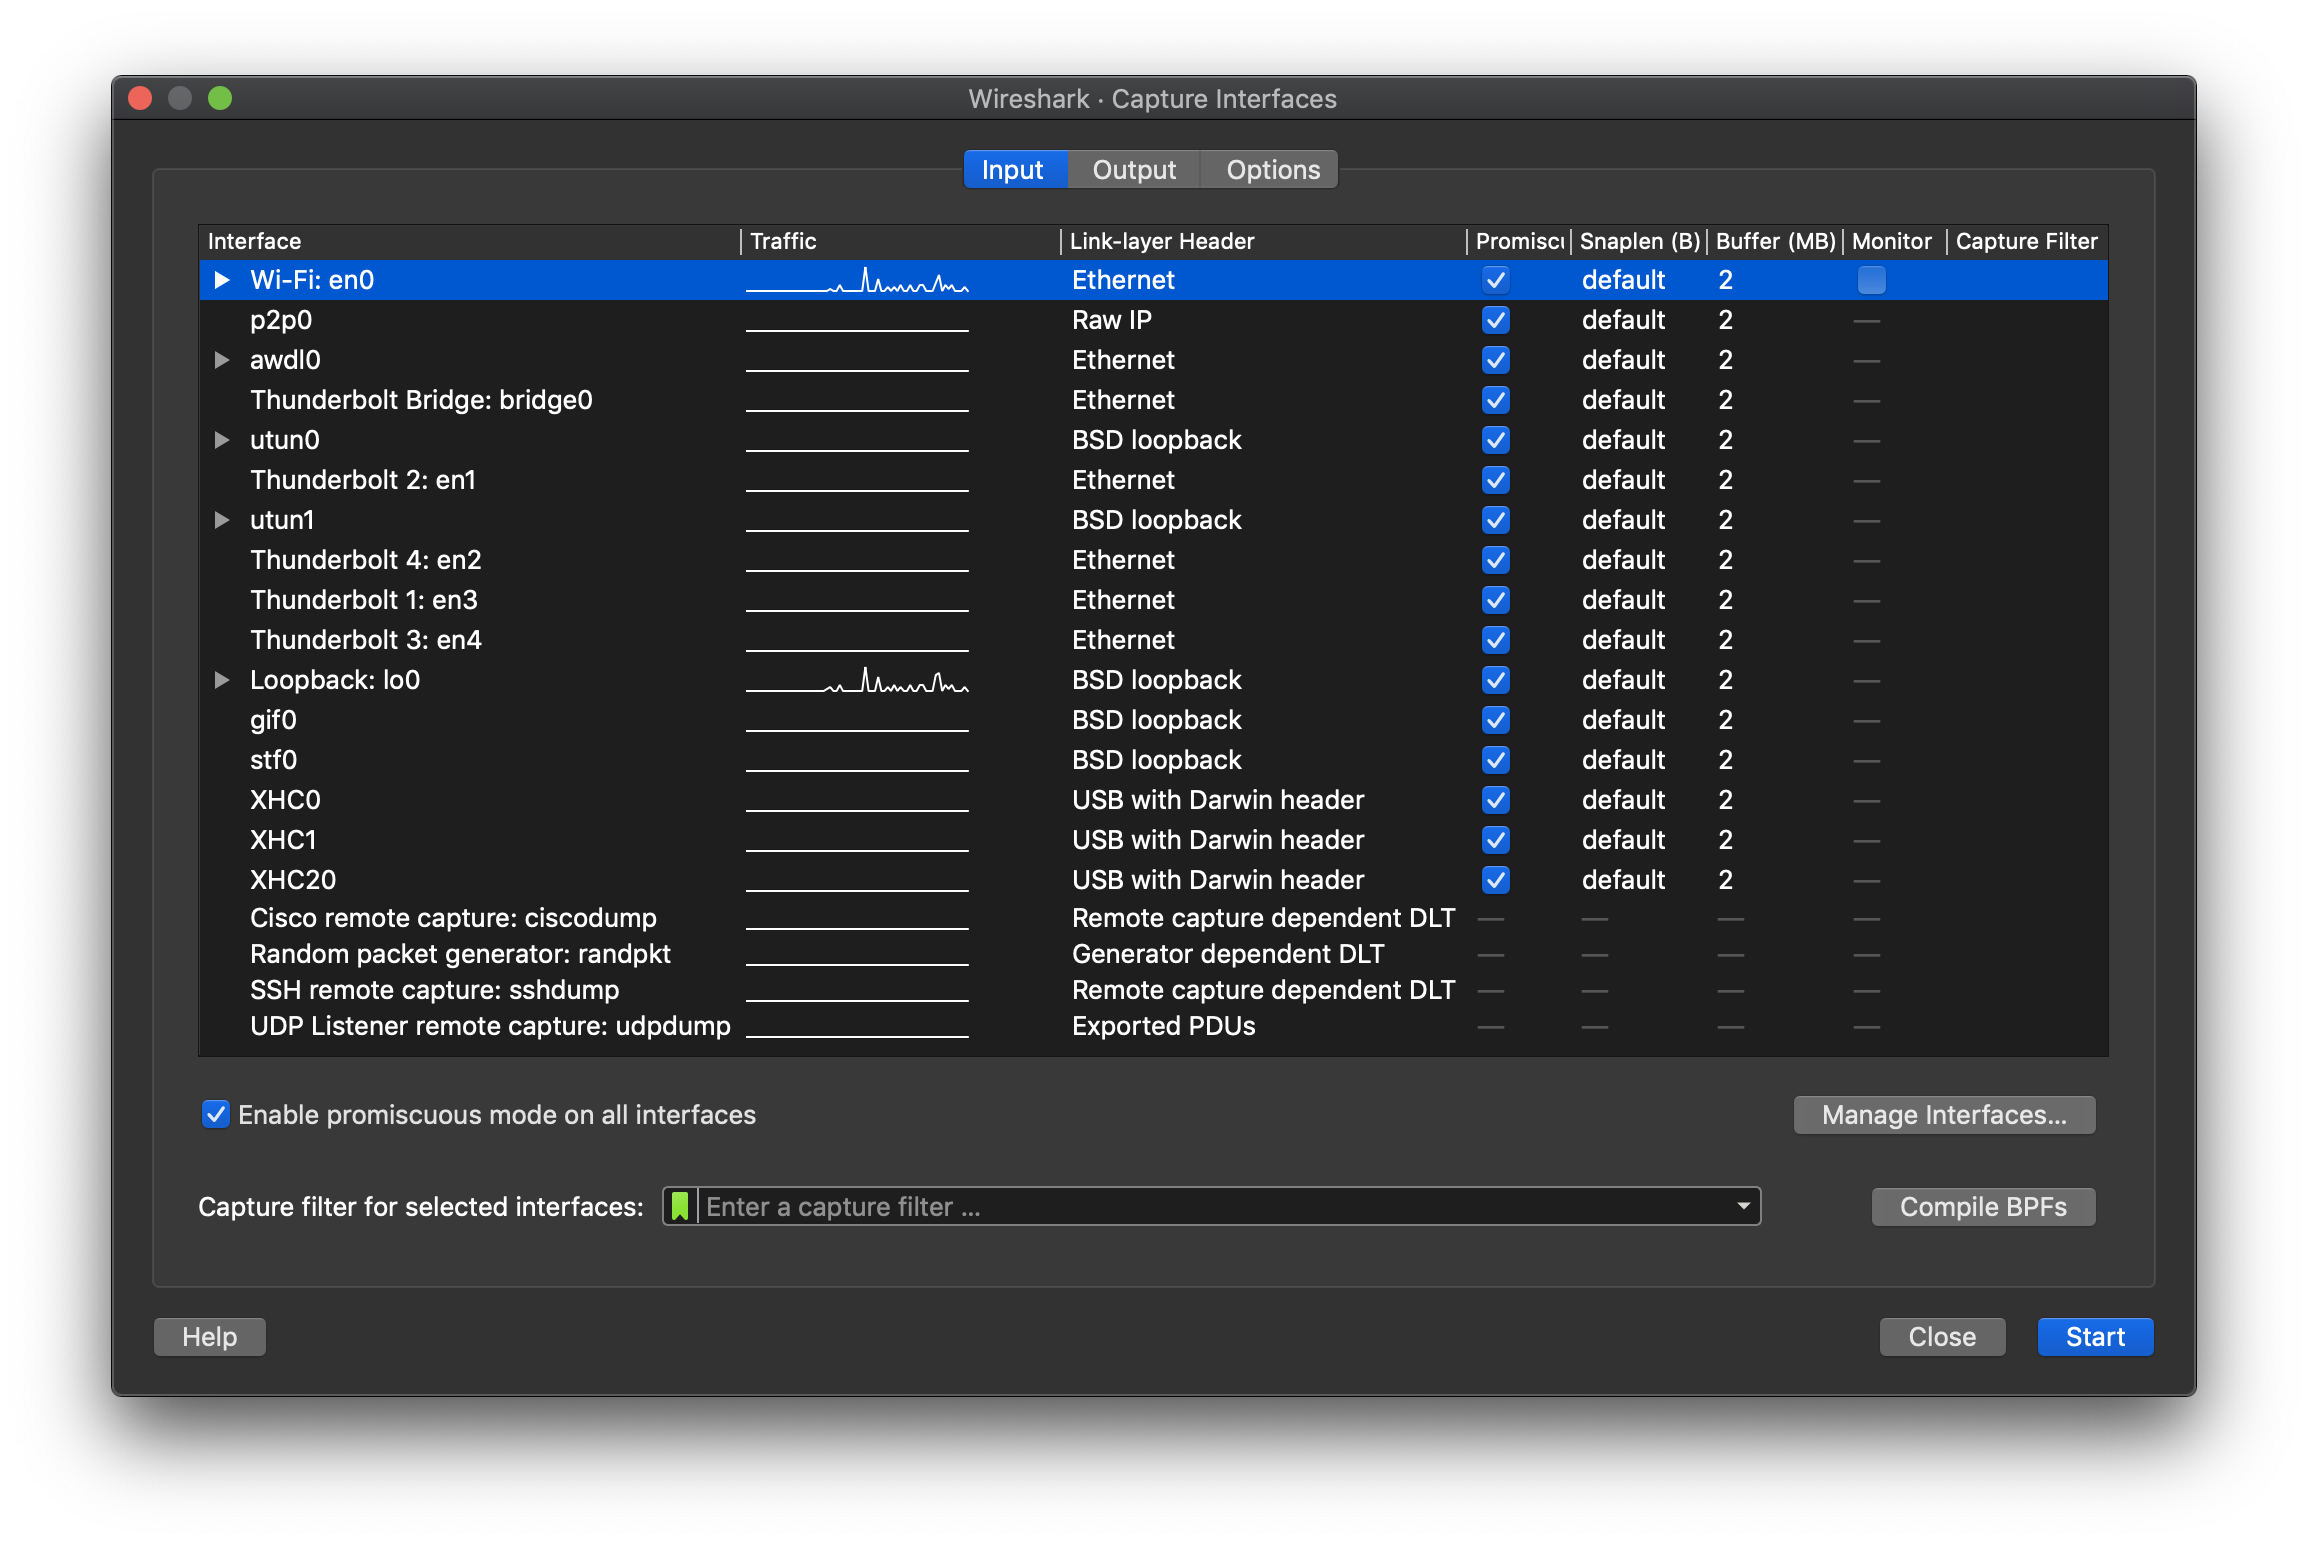 Wireshark · Capture Interfaces
Input Output Options
Interface Traffic Link-layer Header Promiscu Snaplen (B) Buffer (MB) Monitor Capture Filter
Wi-Fi: en0 Ethernet default 2
p2p0 Raw IP default 2 —
awdl0 Ethernet default 2 —
Thunderbolt Bridge: bridge0 Ethernet default 2 —
utun0 BSD loopback default 2 —
Thunderbolt 2: en1 Ethernet default 2 —
utun1 BSD loopback default 2 —
Thunderbolt 4: en2 Ethernet default 2 —
Thunderbolt 1: en3 Ethernet default 2 —
Thunderbolt 3: en4 Ethernet default 2 —
Loopback: lo0 BSD loopback default 2 —
gif0 BSD loopback default 2 —
stf0 BSD loopback default 2 —
XHC0 USB with Darwin header default 2 —
XHC1 USB with Darwin header default 2 —
XHC20 USB with Darwin header default 2 —
Cisco remote capture: ciscodump Remote capture dependent DLT — — — —
Random packet generator: randpkt Generator dependent DLT — — — —
SSH remote capture: sshdump Remote capture dependent DLT — — — —
UDP Listener remote capture: udpdump Exported PDUs — — — —
Enable promiscuous mode on all interfaces Manage Interfaces...
Capture filter for selected interfaces: Enter a capture filter ... Compile BPFs
Help Close Start